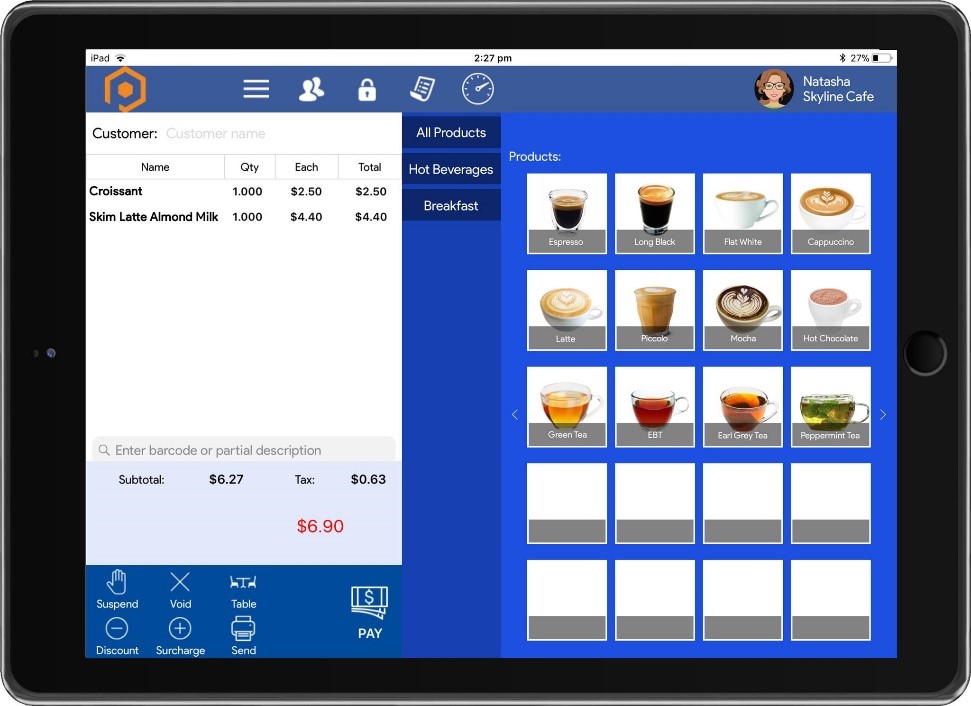 iPad 2:27 pm 27%
Natasha
Skyline Cafe
Customer: Customer name
Name Qty Each Total
Croissant 1.000 $2.50 $2.50
Skim Latte Almond Milk 1.000 $4.40 $4.40
Enter barcode or partial description
Subtotal: $6.27 Tax: $0.63
$6.90
Suspend Void Table
PAY
Discount Surcharge Send
All Products
Hot Beverages
Breakfast
Products:
Espresso Long Black Flat White Cappuccino
Latte Piccolo Mocha Hot Chocolate
Green Tea EBT Earl Grey Tea Peppermint Tea